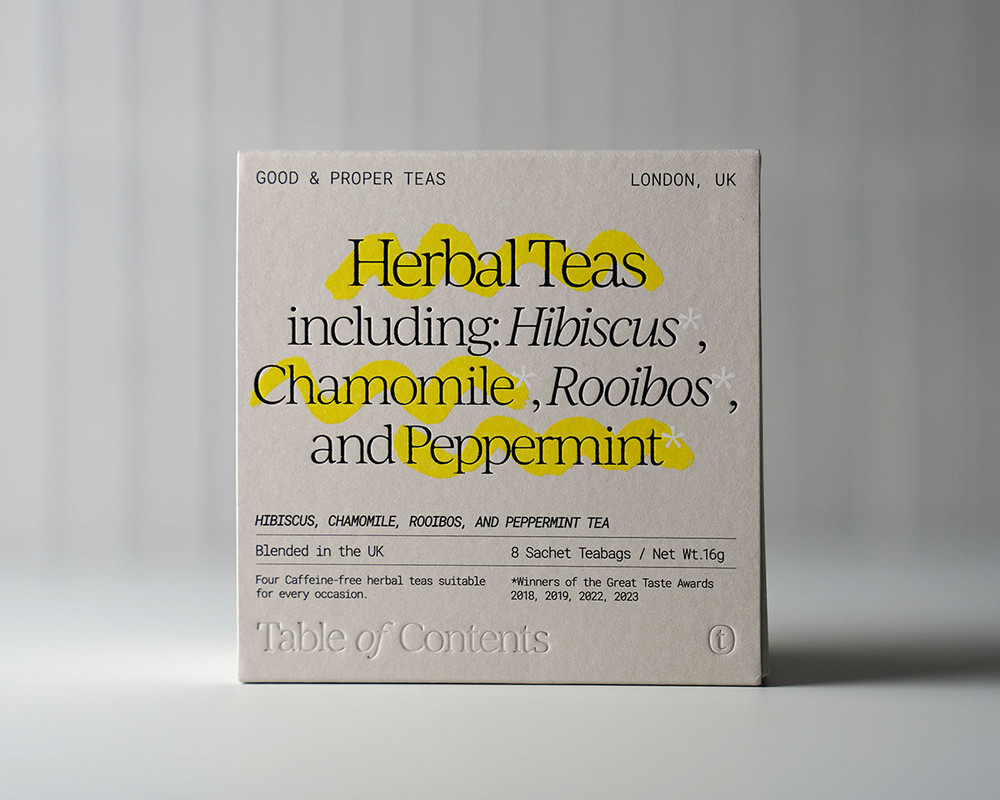 GOOD & PROPER TEAS LONDON, UK
Herbal Teas
including: Hibiscus*,
Chamomile*, Rooibos*,
and Peppermint*
HIBISCUS, CHAMOMILE, ROOIBOS, AND PEPPERMINT TEA
Blended in the UK 8 Sachet Teabags / Net Wt.16g
Four Caffeine-free herbal teas suitable
for every occasion.
*Winners of the Great Taste Awards
2018, 2019, 2022, 2023
Table of Contents t